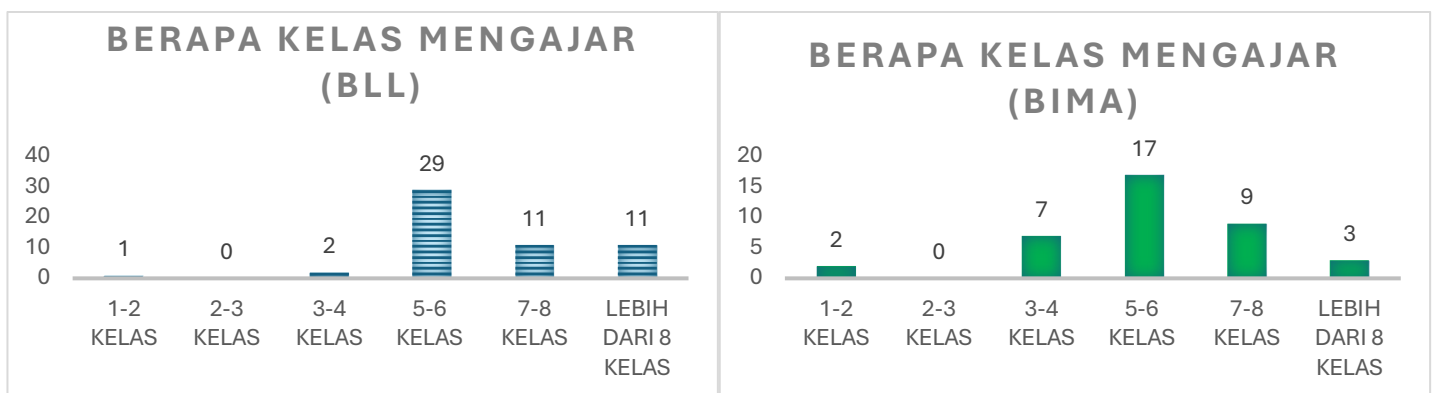 BERAPA KELAS MENGAJAR
(BLL)
40
30
20
10
0
1
0
2
29
11
11
1-2
KELAS
2-3
KELAS
3-4
KELAS
5-6
KELAS
7-8
KELAS
LEBIH
DARI 8
KELAS
BERAPA KELAS MENGAJAR
(BIMA)
20
15
10
5
0
2
0
7
17
9
3
1-2
KELAS
2-3
KELAS
3-4
KELAS
5-6
KELAS
7-8
KELAS
LEBIH
DARI 8
KELAS